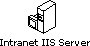 Intranet IIS Server